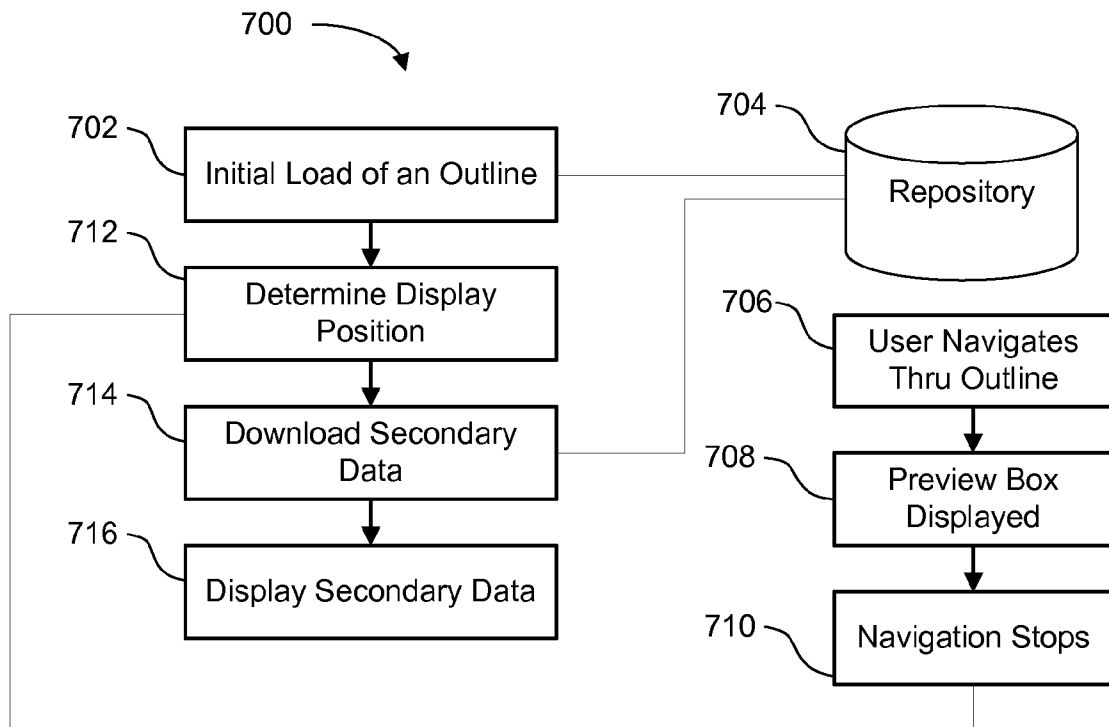 700
702
Initial Load of an Outline
704
Repository
712
Determine Display
Position
706
User Navigates
Thru Outline
714
Download Secondary
Data
708
Preview Box
Displayed
716
Display Secondary Data
710
Navigation Stops